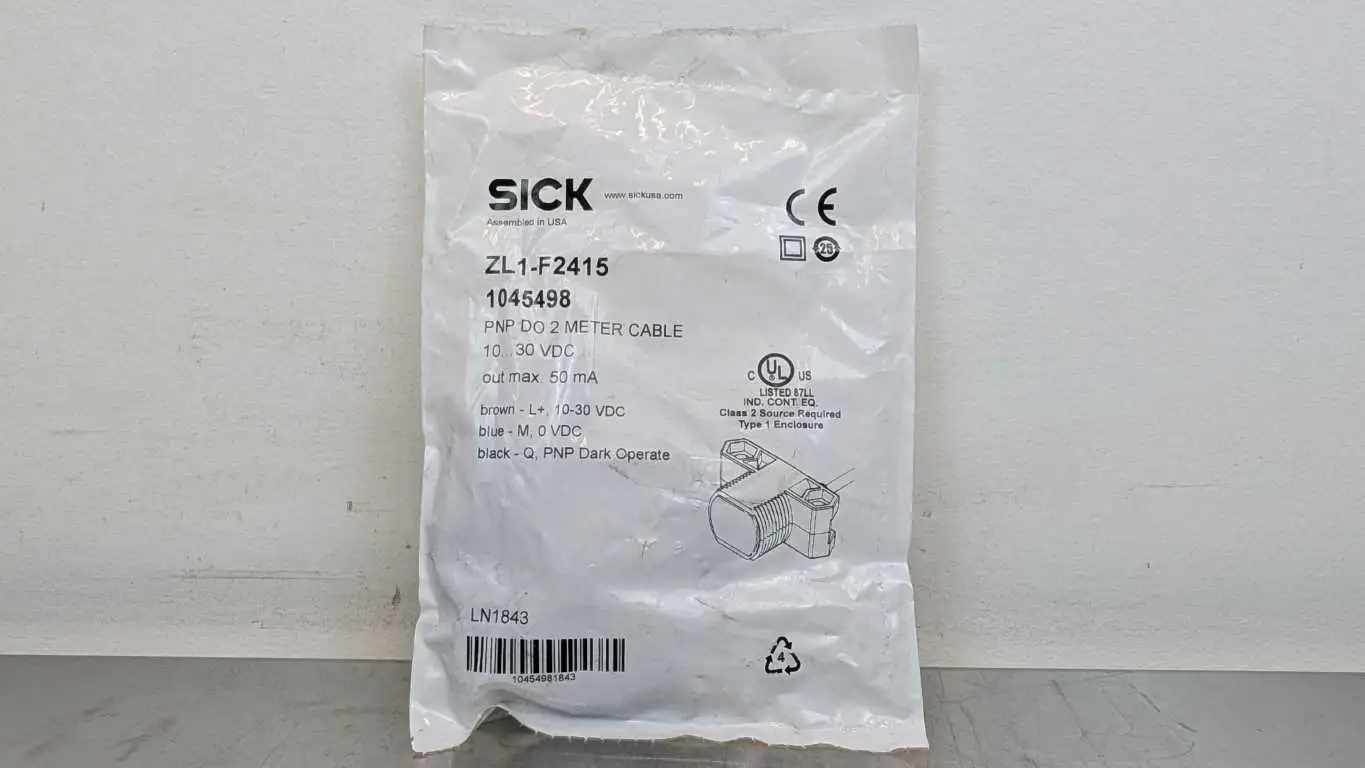 SICK www.sickusa.com
Assembled in USA
CE
25
ZL1-F2415
1045498
PNP DO 2 METER CABLE
10...30 VDC
out max. 50 mA
C UL US
LISTED 87LL
IND. CONT. EQ.
Class 2 Source Required
Type 1 Enclosure
brown - L+, 10-30 VDC
blue - M, 0 VDC
black - Q, PNP Dark Operate
LN1843
10454981843
4